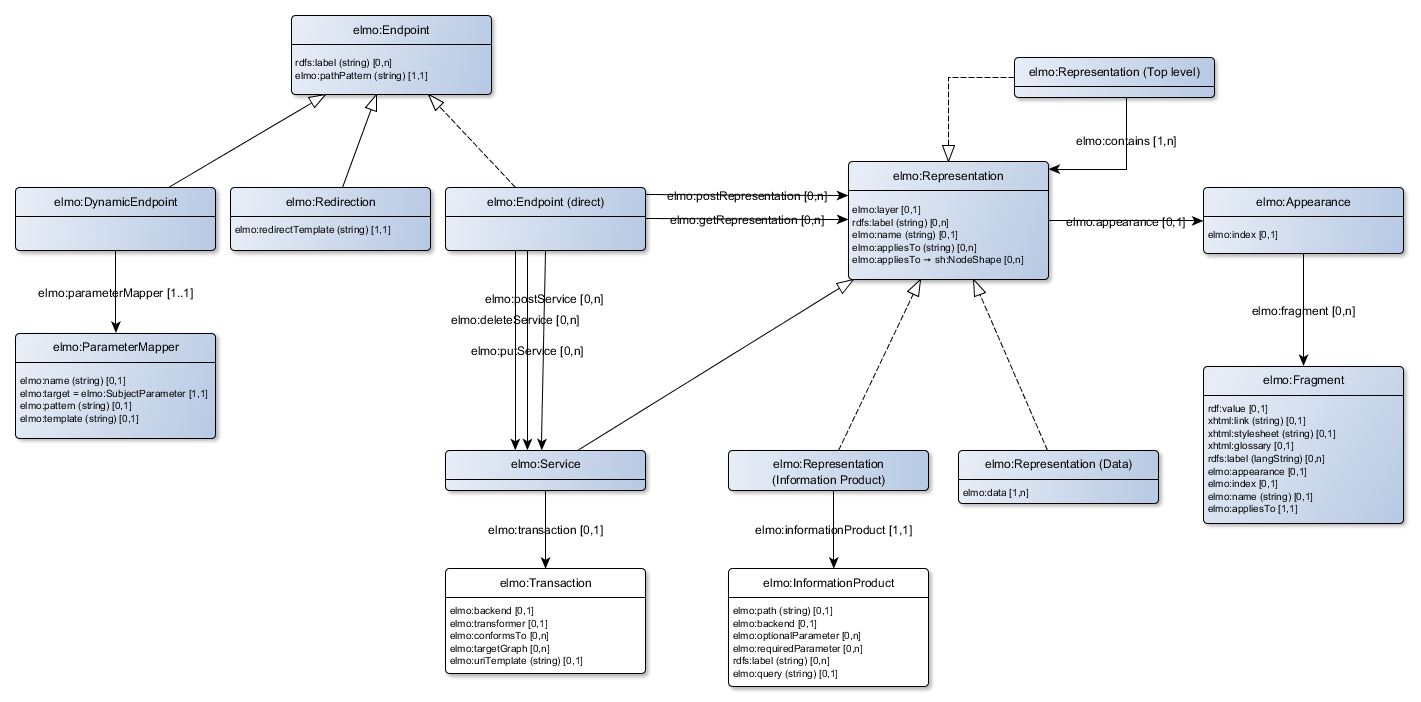 elmo:Endpoint
rdfs:label (string) [0,n]
elmo:pathPattern (string) [1,1]
elmo:Representation (Top level)
elmo:contains [1,n]
elmo:DynamicEndpoint
elmo:Redirection
elmo:redirectTemplate (string) [1,1]
elmo:Endpoint (direct)
elmo:postRepresentation [0,n]
elmo:getRepresentation [0,n]
elmo:Representation
elmo:layer [0,1]
rdfs:label (string) [0,n]
elmo:name (string) [0,1]
elmo:appliesTo (string) [0,n]
elmo:appliesTo → sh:NodeShape [0,n]
elmo:appearance [0,1]
elmo:Appearance
elmo:index [0,1]
elmo:parameterMapper [1..1]
elmo:postService [0,n]
elmo:deleteService [0,n]
elmo:putService [0,n]
elmo:fragment [0,n]
elmo:ParameterMapper
elmo:name (string) [0,1]
elmo:target = elmo:SubjectParameter [1,1]
elmo:pattern (string) [0,1]
elmo:template (string) [0,1]
elmo:Fragment
rdf:value [0,1]
xhtml:link (string) [0,1]
xhtml:stylesheet (string) [0,1]
xhtml:glossary [0,1]
rdfs:label (langString) [0,n]
elmo:appearance [0,1]
elmo:index [0,1]
elmo:name (string) [0,1]
elmo:appliesTo [1,1]
elmo:Service
elmo:Representation
(Information Product)
elmo:Representation (Data)
elmo:data [1,n]
elmo:transaction [0,1]
elmo:informationProduct [1,1]
elmo:Transaction
elmo:backend [0,1]
elmo:transformer [0,1]
elmo:conformsTo [0,n]
elmo:targetGraph [0,n]
elmo:uriTemplate (string) [0,1]
elmo:InformationProduct
elmo:path (string) [0,1]
elmo:backend [0,1]
elmo:optionalParameter [0,n]
elmo:requiredParameter [0,n]
rdfs:label (string) [0,n]
elmo:query (string) [0,1]